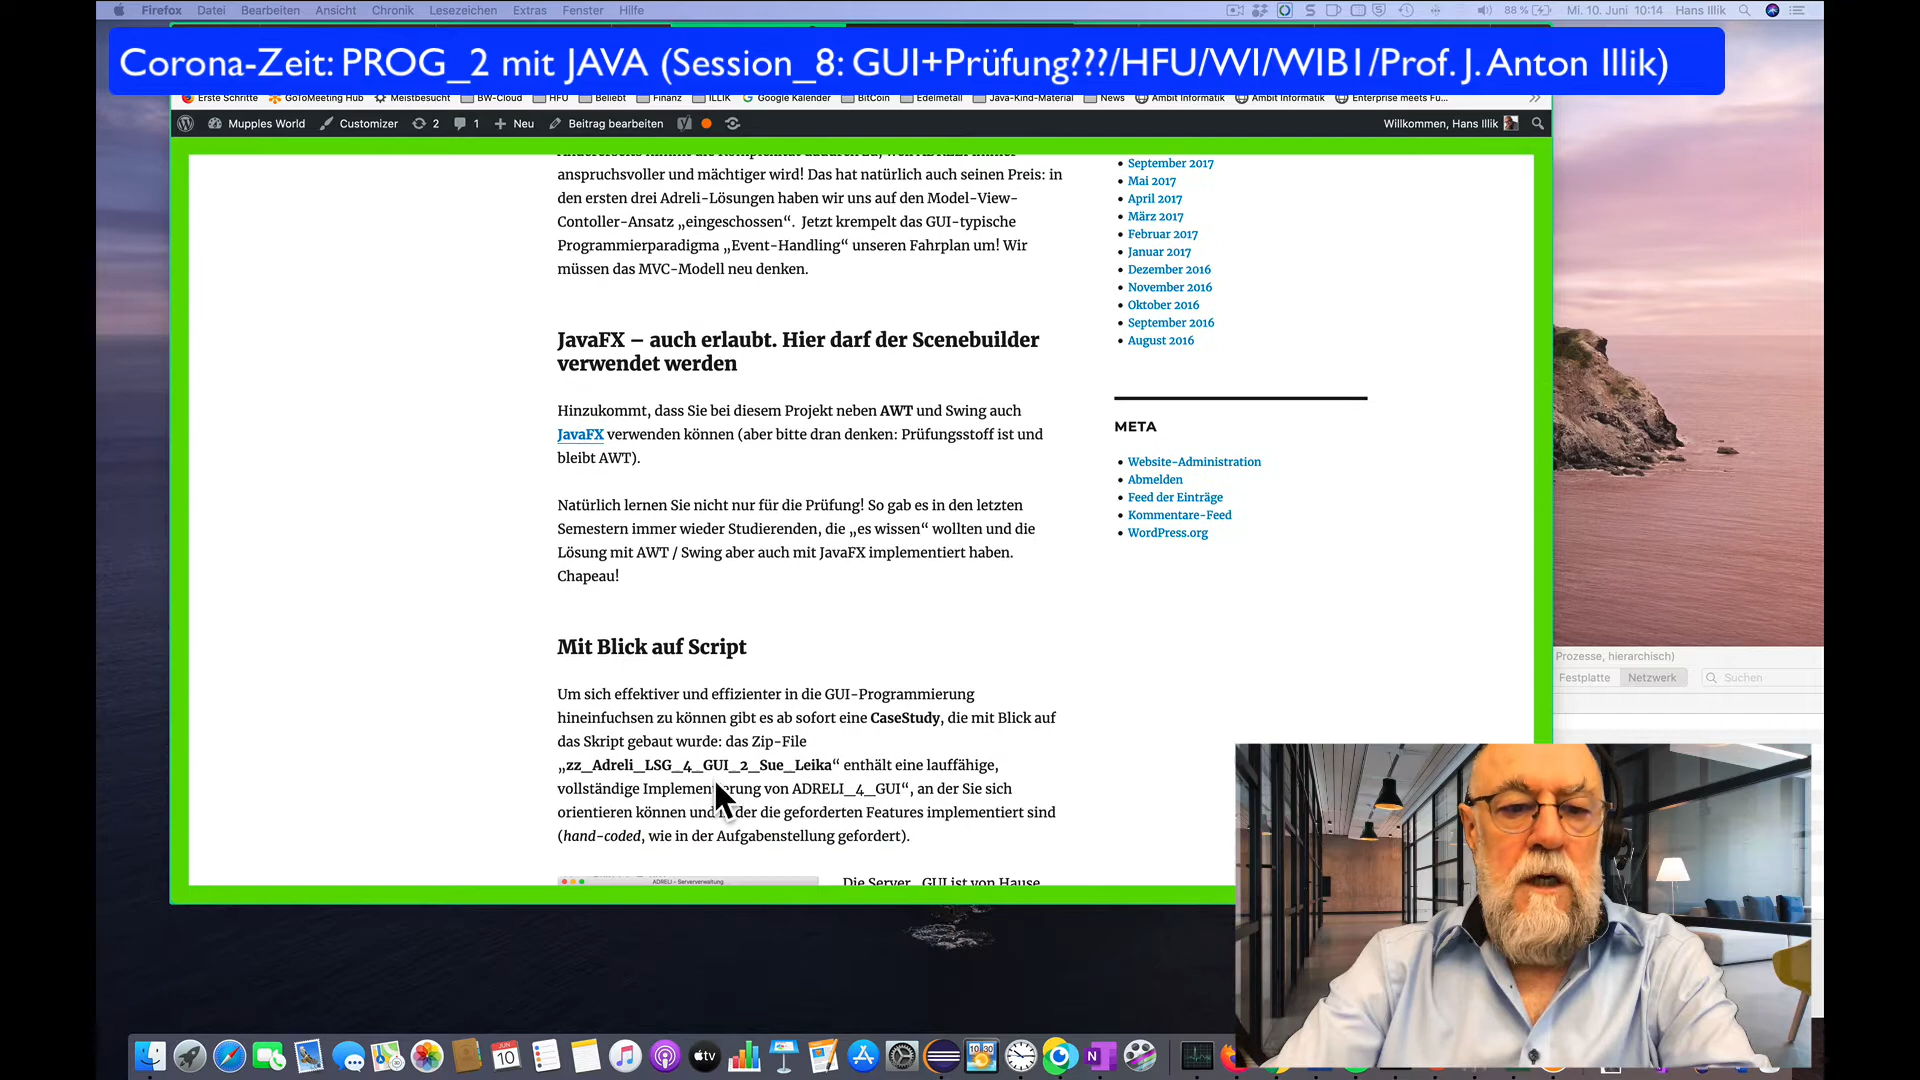 Firefox Datei Bearbeiten Ansicht Chronik Lesezeichen Extras Fenster Hilfe
88 % Mi. 10. Juni 10:14 Hans Illik
Corona-Zeit: PROG_2 mit JAVA (Session_8: GUI+Prüfung???/HFU/WI/WIB1/Prof. J. Anton Illik)
Erste Schritte GoToMeeting Hub Meistbesucht BW-Cloud HFU Beliebt Finanz ILLIK Google Kalender BitCoin Edelmetall Java-Kind-Material News Ambit Informatik Ambit Informatik Enterprise meets Fu...
Mupples World Customizer 2 1 Neu Beitrag bearbeiten Willkommen, Hans Illik
anspruchsvoller und mächtiger wird! Das hat natürlich auch seinen Preis: in
den ersten drei Adreli-Lösungen haben wir uns auf den Model-View-
Contoller-Ansatz „eingeschossen“. Jetzt krempelt das GUI-typische
Programmierparadigma „Event-Handling“ unseren Fahrplan um! Wir
müssen das MVC-Modell neu denken.
JavaFX – auch erlaubt. Hier darf der Scenebuilder
verwendet werden
Hinzukommt, dass Sie bei diesem Projekt neben AWT und Swing auch
JavaFX verwenden können (aber bitte dran denken: Prüfungsstoff ist und
bleibt AWT).
Natürlich lernen Sie nicht nur für die Prüfung! So gab es in den letzten
Semestern immer wieder Studierenden, die „es wissen“ wollten und die
Lösung mit AWT / Swing aber auch mit JavaFX implementiert haben.
Chapeau!
Mit Blick auf Script
Um sich effektiver und effizienter in die GUI-Programmierung
hineinfuchsen zu können gibt es ab sofort eine CaseStudy, die mit Blick auf
das Skript gebaut wurde: das Zip-File
„zz_Adreli_LSG_4_GUI_2_Sue_Leika“ enthält eine lauffähige,
vollständige Implementierung von ADRELI_4_GUI“, an der Sie sich
orientieren können und der die geforderten Features implementiert sind
(hand-coded, wie in der Aufgabenstellung gefordert).
ADRELI - Serververwaltung
Die Server GUI ist von Hause
September 2017
Mai 2017
April 2017
März 2017
Februar 2017
Januar 2017
Dezember 2016
November 2016
Oktober 2016
September 2016
August 2016
META
Website-Administration
Abmelden
Feed der Einträge
Kommentare-Feed
WordPress.org
Prozesse, hierarchisch)
Festplatte Netzwerk Suchen
JUN
10
tv
10:30